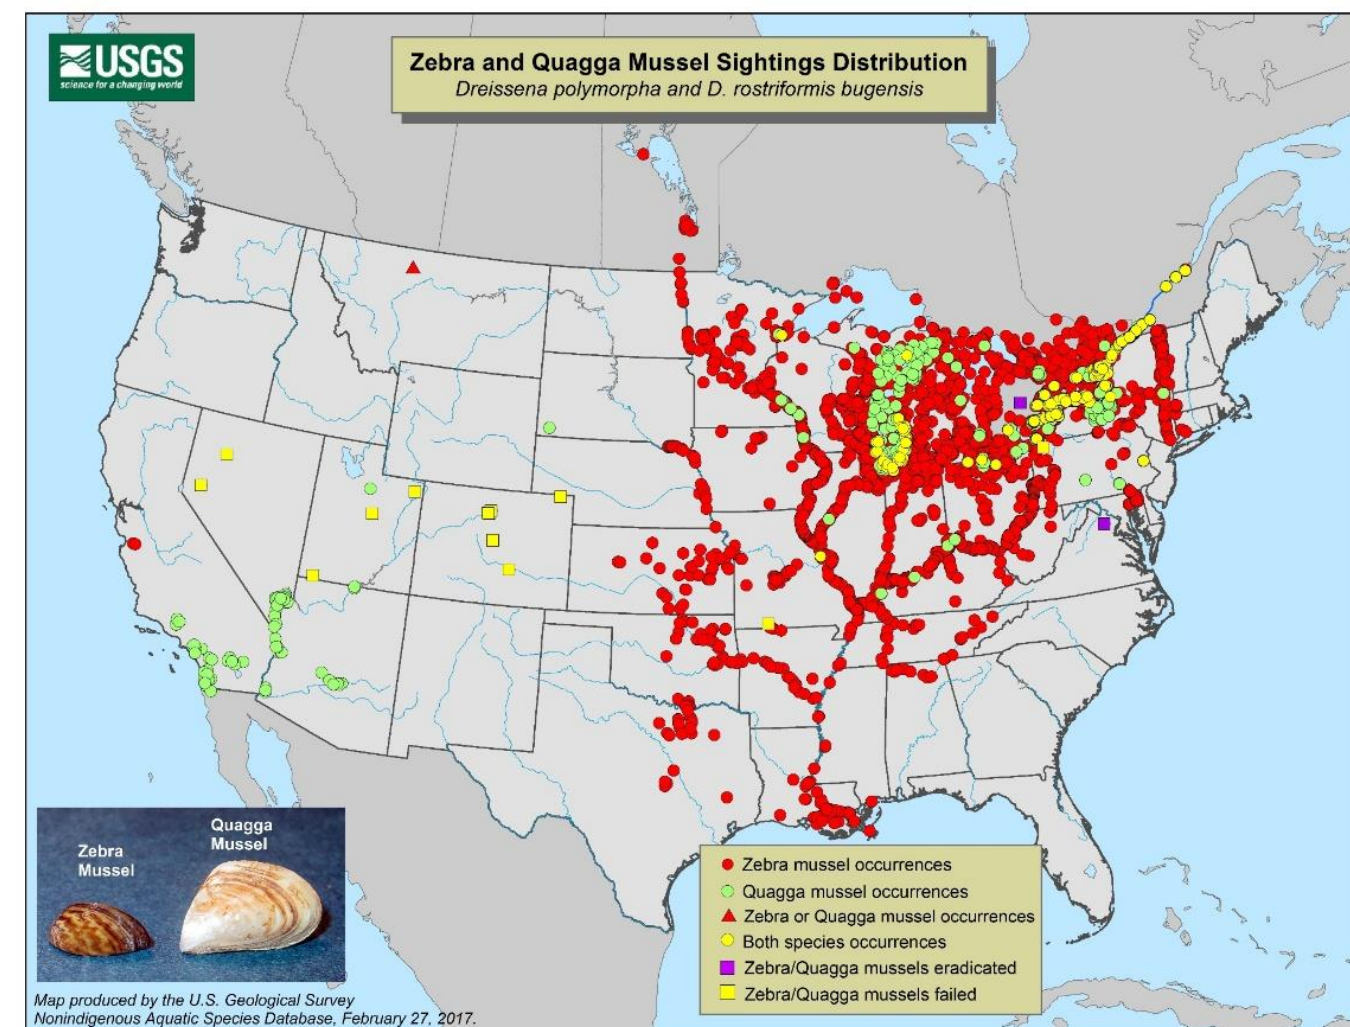 USGS
science for a changing world
Zebra and Quagga Mussel Sightings Distribution
Dreissena polymorpha and D. rostriformis bugensis
Zebra
Mussel
Quagga
Mussel
Zebra mussel occurrences
Quagga mussel occurrences
Zebra or Quagga mussel occurrences
Both species occurrences
Zebra/Quagga mussels eradicated
Zebra/Quagga mussels failed
Map produced by the U.S. Geological Survey
Nonindigenous Aquatic Species Database, February 27, 2017.